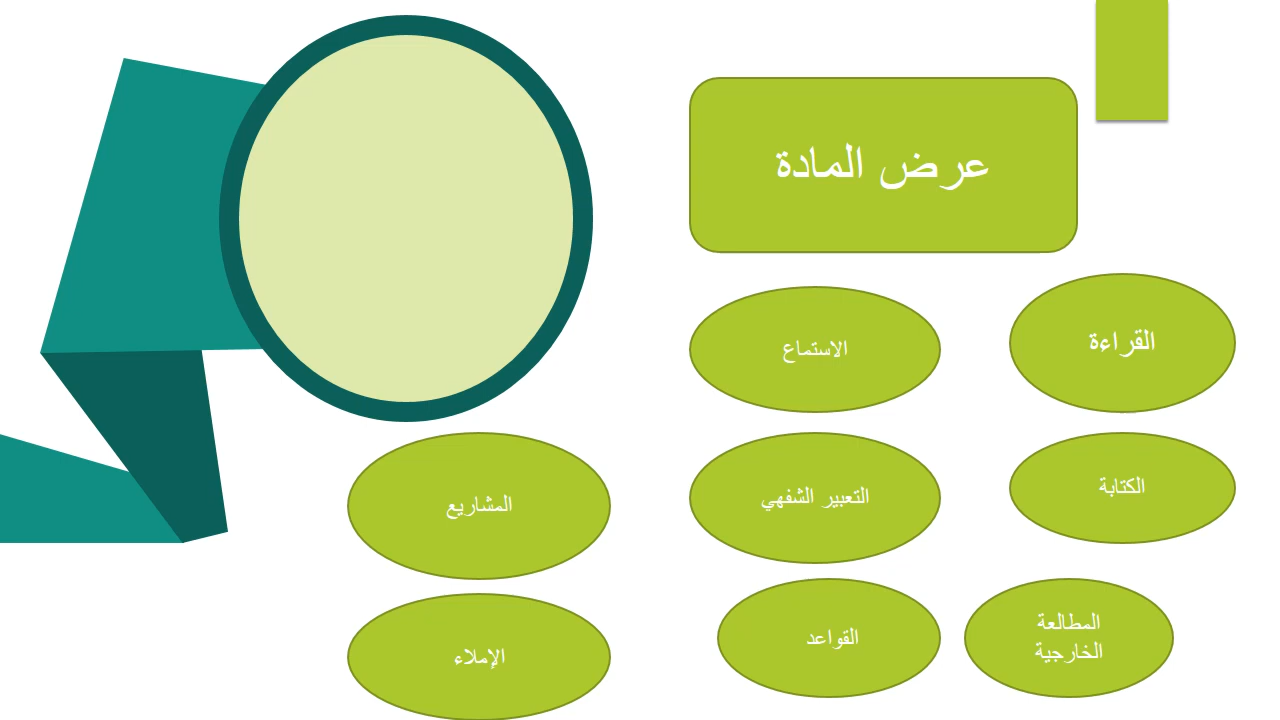 عرض المادة
القراءة
الاستماع
الكتابة
التعبير الشفهي
المشاريع
المطالعة
الخارجية
القواعد
الإملاء